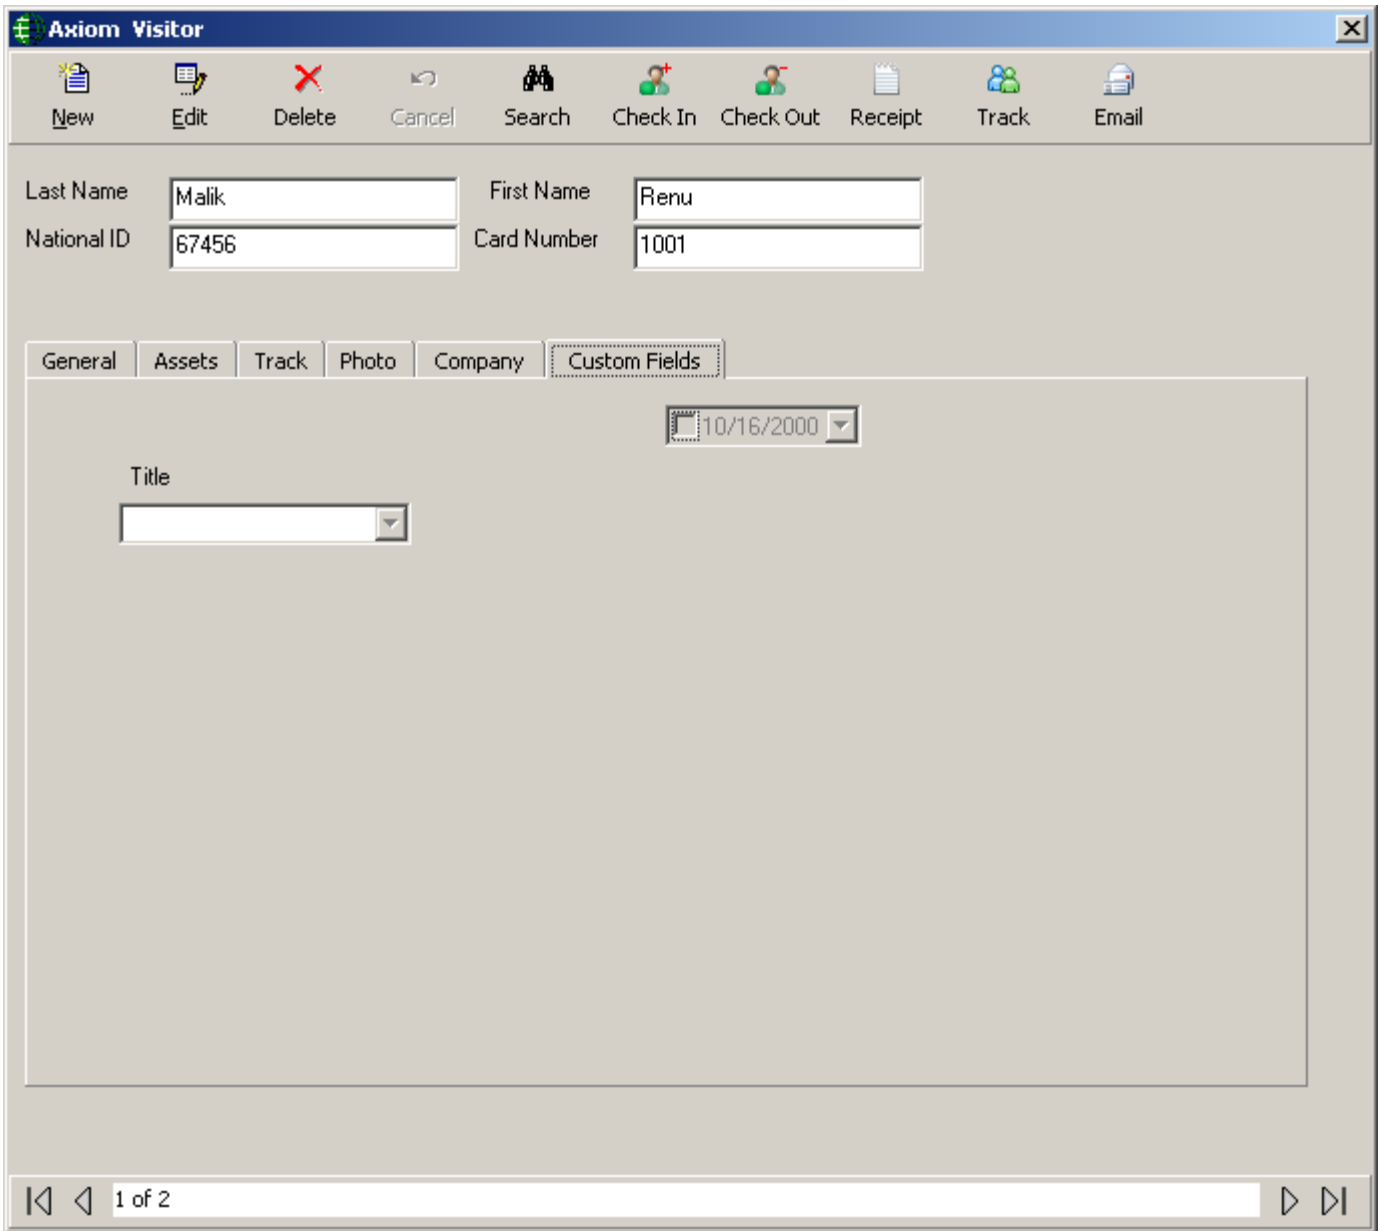 Axiom Visitor
New Edit Delete Cancel Search Check In Check Out Receipt Track Email
Last Name Malik First Name Renu
National ID 67456 Card Number 1001
General Assets Track Photo Company Custom Fields
10/16/2000
Title
1 of 2